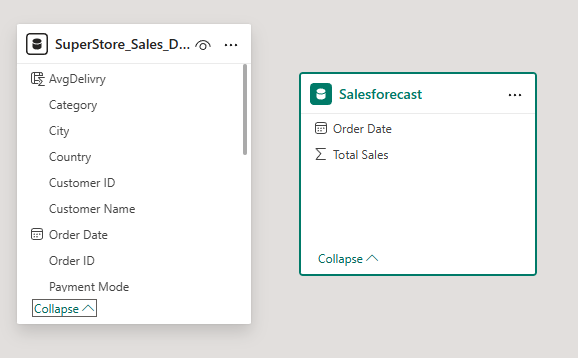 SuperStore_Sales_D...
AvgDelivry
Category
City
Country
Customer ID
Customer Name
Order Date
Order ID
Payment Mode
Collapse
Salesforecast
Order Date
Total Sales
Collapse